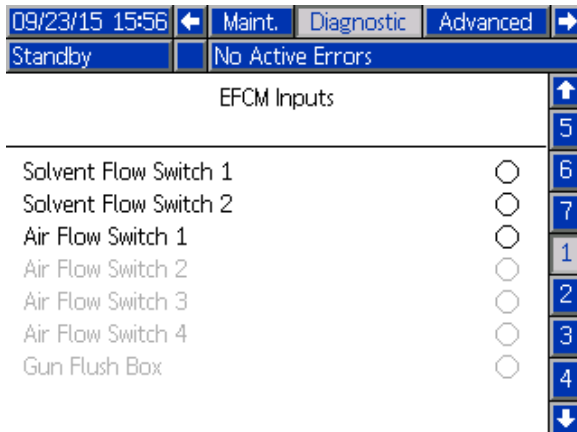 09/23/15 15:56 Maint. Diagnostic Advanced
Standby No Active Errors
EFCM Inputs
5
Solvent Flow Switch 1 6
Solvent Flow Switch 2 7
Air Flow Switch 1 1
Air Flow Switch 2
Air Flow Switch 3 2
Air Flow Switch 4 3
Gun Flush Box 4